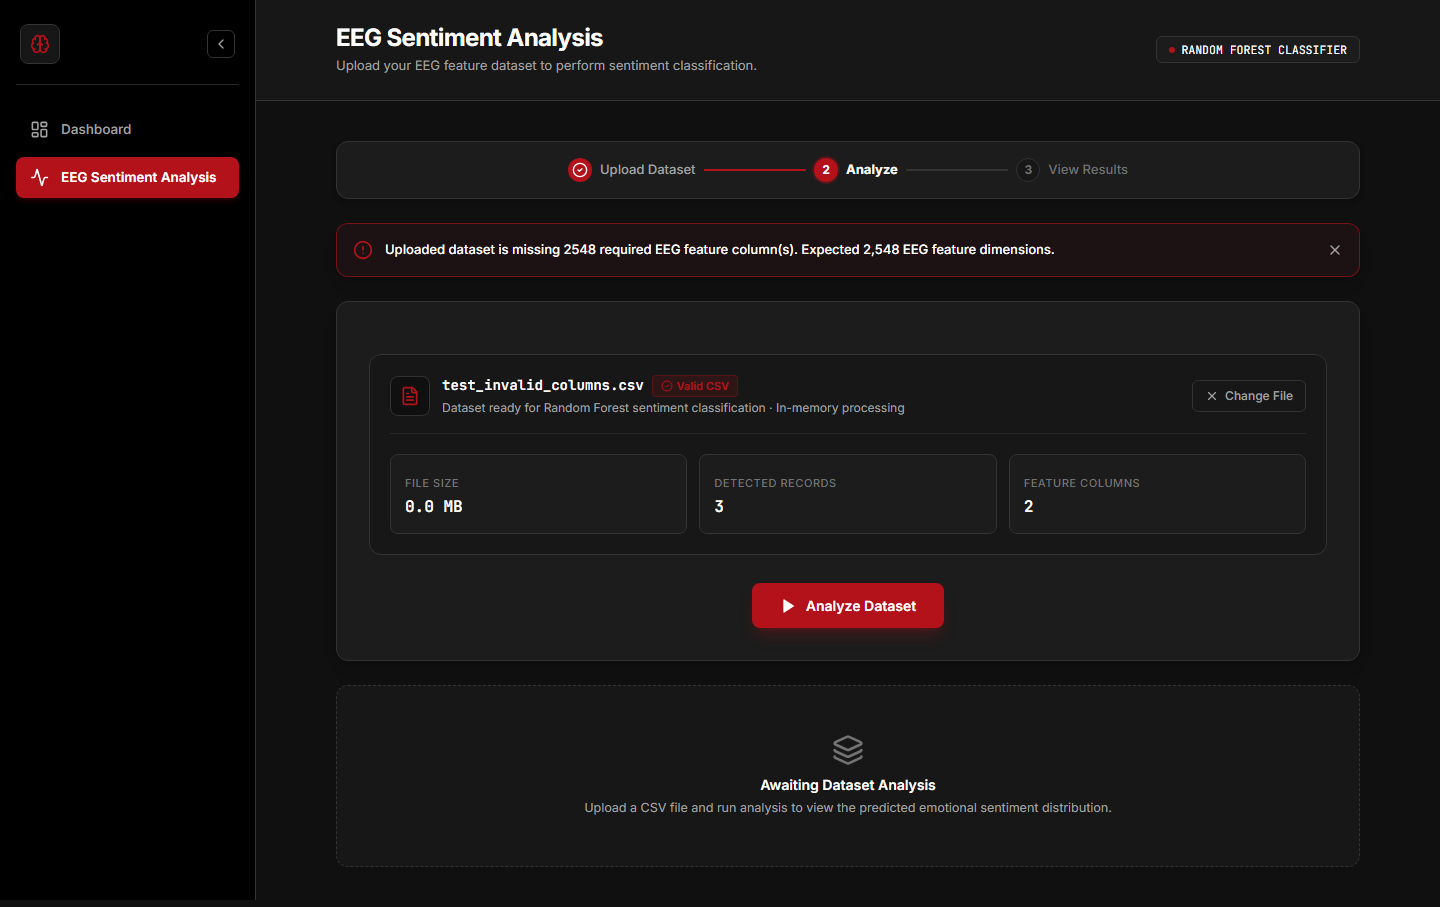 EEG Sentiment Analysis
Upload your EEG feature dataset to perform sentiment classification.
RANDOM FOREST CLASSIFIER
Dashboard
EEG Sentiment Analysis
Upload Dataset
2 Analyze
3 View Results
Uploaded dataset is missing 2548 required EEG feature column(s). Expected 2,548 EEG feature dimensions.
test_invalid_columns.csv Valid CSV
Dataset ready for Random Forest sentiment classification · In-memory processing
Change File
FILE SIZE
0.0 MB
DETECTED RECORDS
3
FEATURE COLUMNS
2
Analyze Dataset
Awaiting Dataset Analysis
Upload a CSV file and run analysis to view the predicted emotional sentiment distribution.